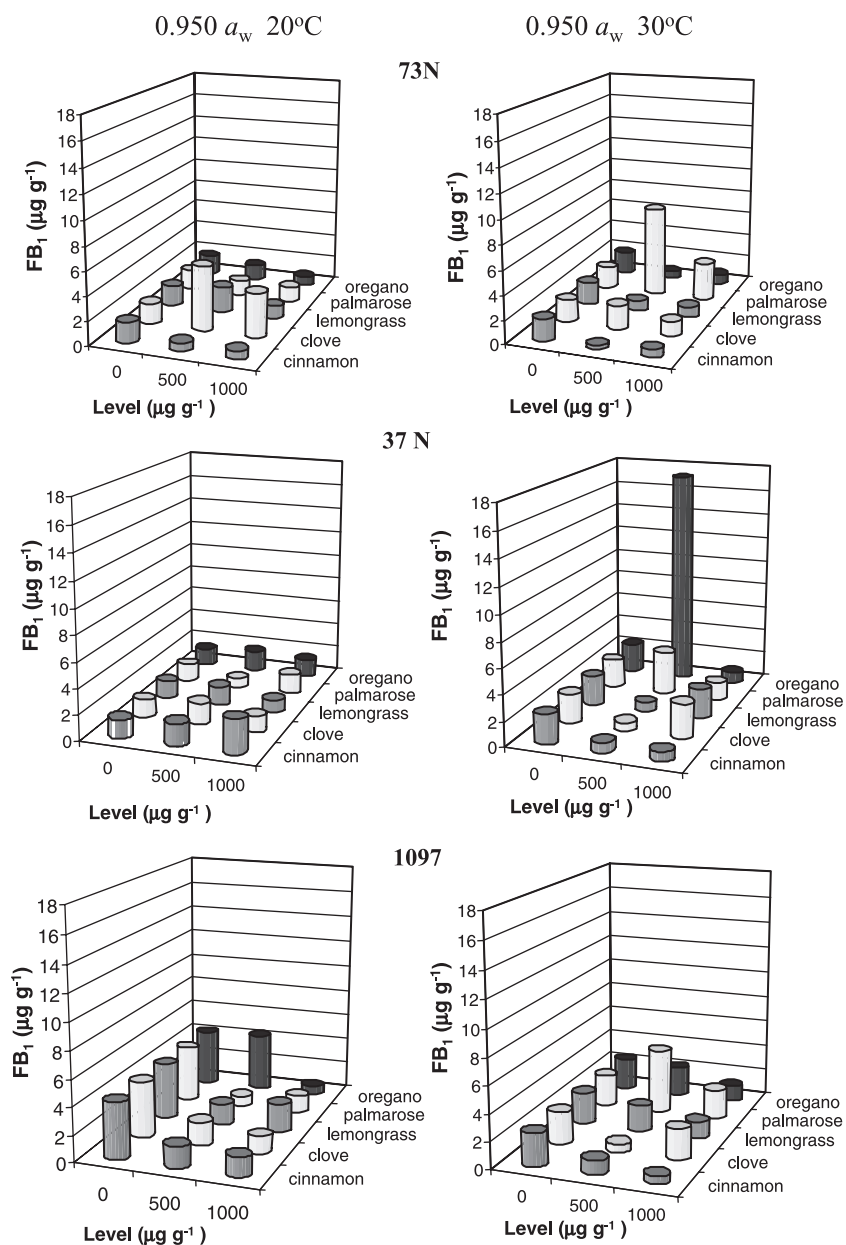 0.950 a_w 20°C
0.950 a_w 30°C
73N
18
16
14
12
10
8
6
4
2
0
FB₁ (µg g⁻¹)
0
500
1000
Level (µg g⁻¹ )
oregano
palmarose
lemongrass
clove
cinnamon
18
16
14
12
10
8
6
4
2
0
FB₁ (µg g⁻¹)
0
500
1000
Level (µg g⁻¹)
oregano
palmarose
lemongrass
clove
cinnamon
37 N
18
16
14
12
10
8
6
4
2
0
FB₁ (µg g⁻¹)
0
500
1000
Level (µg g⁻¹ )
oregano
palmarose
lemongrass
clove
cinnamon
18
16
14
12
10
8
6
4
2
0
FB₁ (µg g⁻¹)
0
500
1000
Level (µg g⁻¹ )
oregano
palmarose
lemongrass
clove
cinnamon
1097
18
16
14
12
10
8
6
4
2
0
FB₁ (µg g⁻¹)
0
500
1000
Level (µg g⁻¹ )
oregano
palmarose
lemongrass
clove
cinnamon
18
16
14
12
10
8
6
4
2
0
FB₁ (µg g⁻¹)
0
500
1000
Level (µg g⁻¹ )
oregano
palmarose
lemongrass
clove
cinnamon